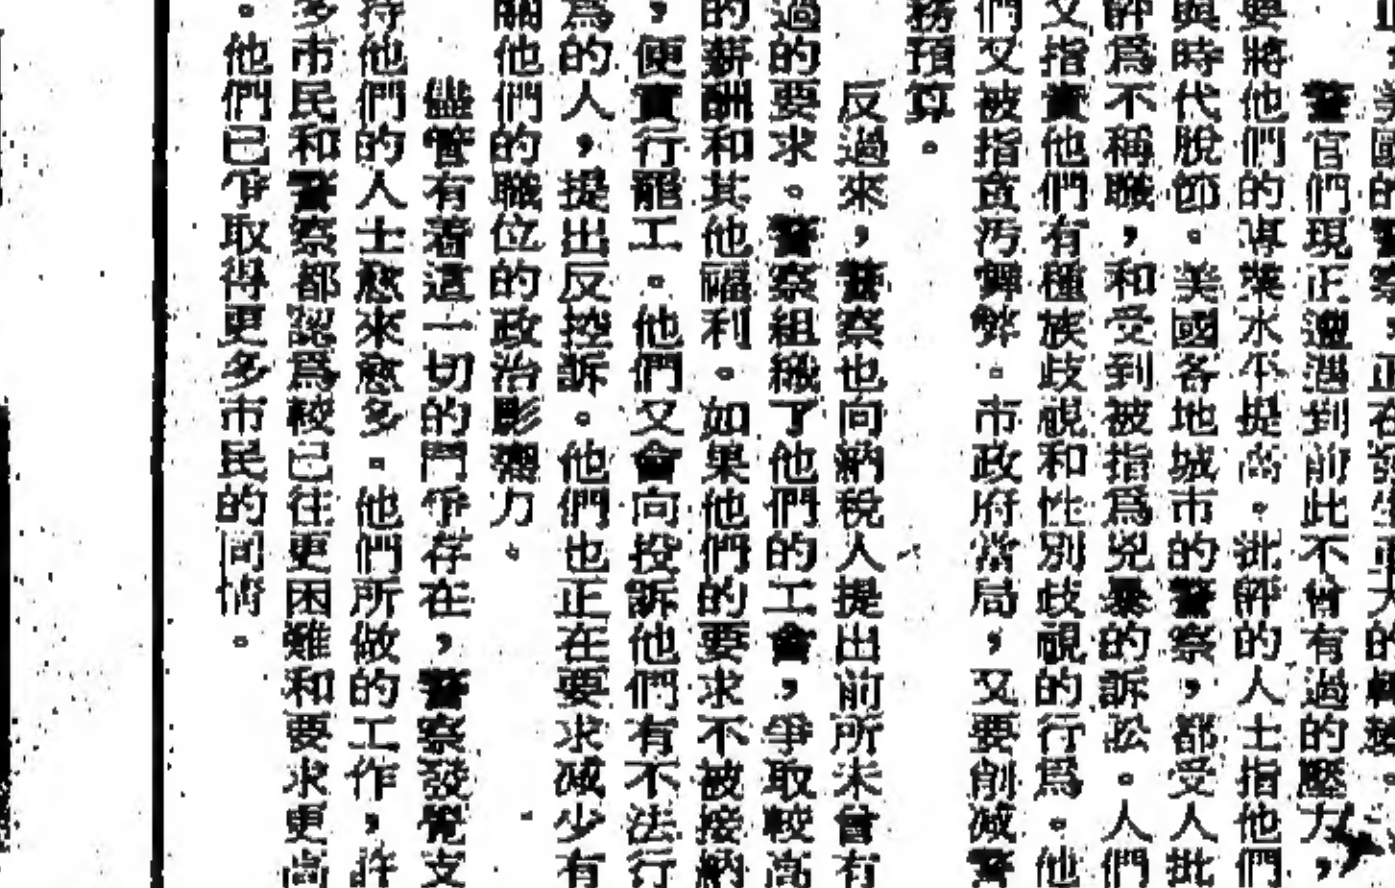 美國的警察,正在發生重大的轉變。
警官們現正遭遇到前此不曾有過的壓力,
要將他們的專業水平提高。批評的人士指他們
與時代脫節。美國各地城市的警察,都受人批
評爲不稱職,和受到被指爲兇暴的訴訟。人們
又指責他們有種族歧視和性別歧視的行爲。他
們又被指貪污舞弊。市政府當局,又要削減警
務預算。
反過來,警察也向納稅人提出前所未曾有
過的要求。警察組織了他們的工會,爭取較高
的薪酬和其他福利。如果他們的要求不被接納
,便實行罷工。他們又會向投訴他們有不法行
爲的人,提出反控訴。他們也正在要求減少有
關他們的職位的政治影響力。
儘管有着這一切的鬥爭存在,警察發覺支
持他們的人士愈來愈多。他們所做的工作,許
多市民和警察都認爲較已往更困難和要求更高
。他們已爭取得更多市民的同情。